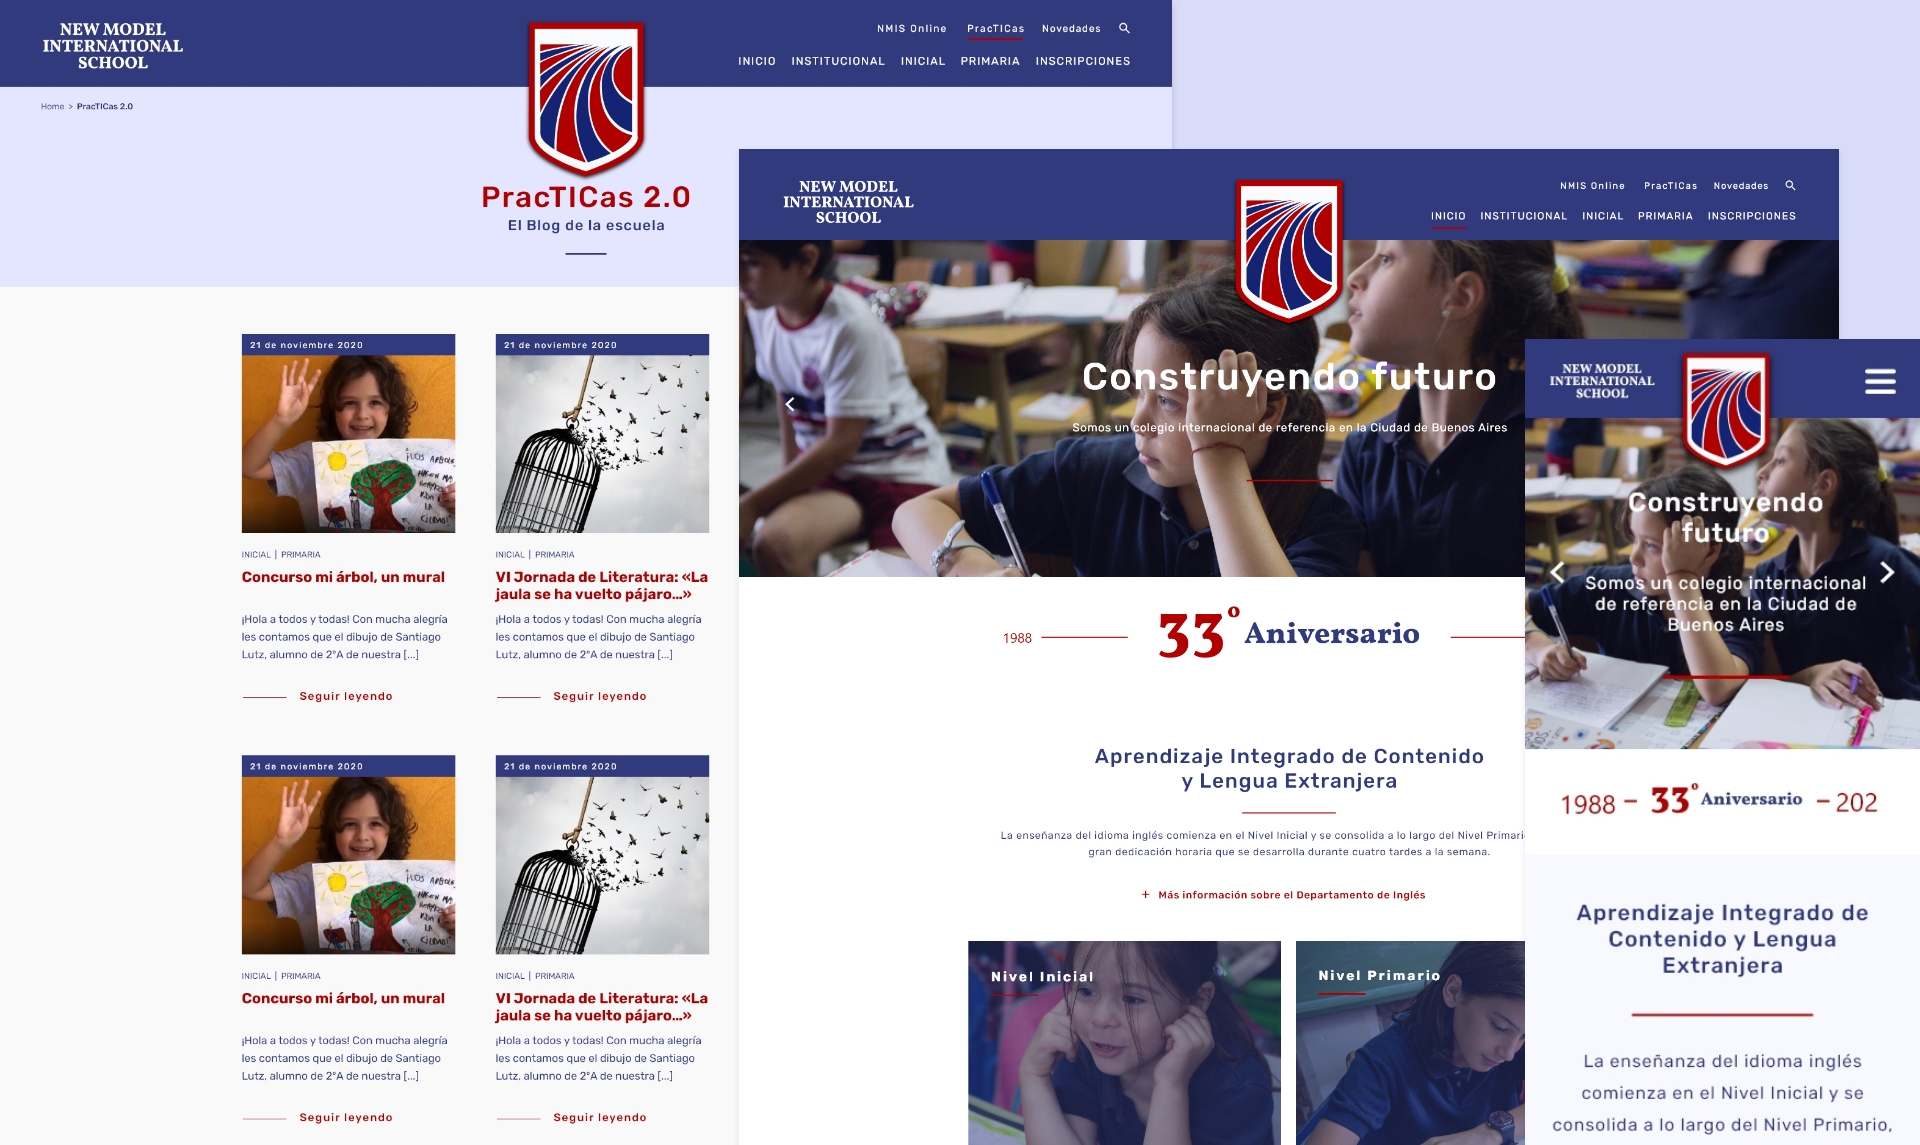 NEW MODEL
INTERNATIONAL
SCHOOL
NMIS Online PracTICas Novedades
INICIO INSTITUCIONAL INICIAL PRIMARIA INSCRIPCIONES
Home > PracTICas 2.0
PracTICas 2.0
El Blog de la escuela
21 de noviembre 2020
¡LOS ARBOLE
INICIAL | PRIMARIA
Concurso mi árbol, un mural
¡Hola a todos y todas! Con mucha alegría
les contamos que el dibujo de Santiago
Lutz, alumno de 2°A de nuestra [...]
Seguir leyendo
21 de noviembre 2020
INICIAL | PRIMARIA
VI Jornada de Literatura: «La
jaula se ha vuelto pájaro...»
¡Hola a todos y todas! Con mucha alegría
les contamos que el dibujo de Santiago
Lutz, alumno de 2°A de nuestra [...]
Seguir leyendo
21 de noviembre 2020
¡LOS ARBOLE
INICIAL | PRIMARIA
Concurso mi árbol, un mural
¡Hola a todos y todas! Con mucha alegría
les contamos que el dibujo de Santiago
Lutz, alumno de 2°A de nuestra [...]
Seguir leyendo
21 de noviembre 2020
INICIAL | PRIMARIA
VI Jornada de Literatura: «La
jaula se ha vuelto pájaro...»
¡Hola a todos y todas! Con mucha alegría
les contamos que el dibujo de Santiago
Lutz, alumno de 2°A de nuestra [...]
Seguir leyendo
NEW MODEL
INTERNATIONAL
SCHOOL
NMIS Online PracTICas Novedades
INICIO INSTITUCIONAL INICIAL PRIMARIA INSCRIPCIONES
Construyendo futuro
Somos un colegio internacional de referencia en la Ciudad de Buenos Aires
1988 33º Aniversario
Aprendizaje Integrado de Contenido
y Lengua Extranjera
La enseñanza del idioma inglés comienza en el Nivel Inicial y se consolida a lo largo del Nivel Primari
gran dedicación horaria que se desarrolla durante cuatro tardes a la semana.
+ Más información sobre el Departamento de Inglés
Nivel Inicial
Nivel Primario
NEW MODEL
INTERNATIONAL
SCHOOL
Construyendo
futuro
Somos un colegio internacional
de referencia en la Ciudad de
Buenos Aires
1988 – 33º Aniversario – 202
Aprendizaje Integrado de
Contenido y Lengua
Extranjera
La enseñanza del idioma inglés
comienza en el Nivel Inicial y se
consolida a lo largo del Nivel Primario,